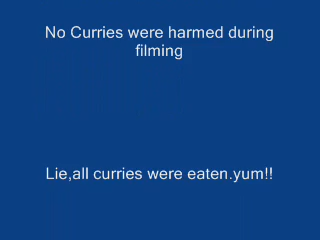 No Curries were harmed during
filming
Lie,all curries were eaten.yum!!